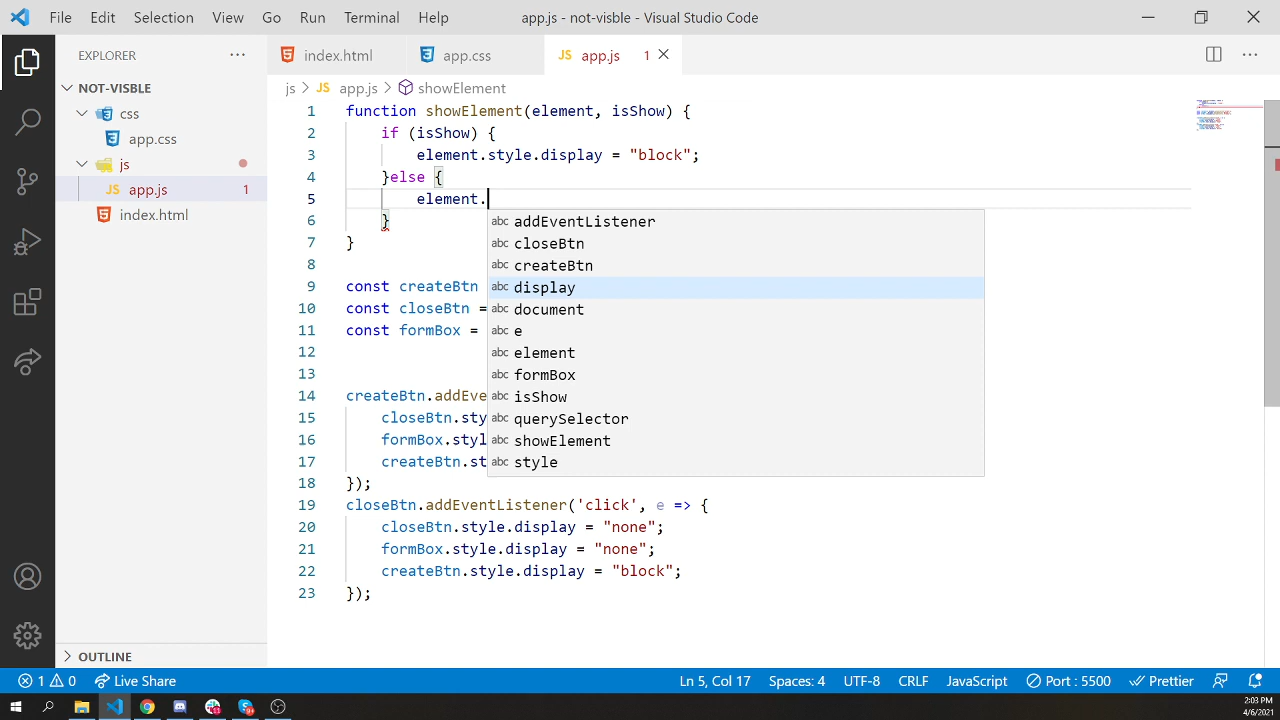 File Edit Selection View Go Run Terminal Help app.js - not-visble - Visual Studio Code
EXPLORER ··· index.html app.css JS app.js 1
NOT-VISBLE
css
app.css
js
JS app.js 1
index.html
OUTLINE
js > JS app.js > showElement
1 function showElement(element, isShow) {
2 if (isShow) {
3 element.style.display = "block";
4 }else {
5 element.
6 }
7 }
8
9 const createBtn
10 const closeBtn =
11 const formBox =
12
13
14 createBtn.addEve
15 closeBtn.sty
16 formBox.styl
17 createBtn.st
18 });
19 closeBtn.addEventListener('click', e => {
20 closeBtn.style.display = "none";
21 formBox.style.display = "none";
22 createBtn.style.display = "block";
23 });
abc addEventListener
abc closeBtn
abc createBtn
abc display
abc document
abc e
abc element
abc formBox
abc isShow
abc querySelector
abc showElement
abc style
1 0 Live Share Ln 5, Col 17 Spaces: 4 UTF-8 CRLF JavaScript Port : 5500 Prettier
2:03 PM
4/6/2021